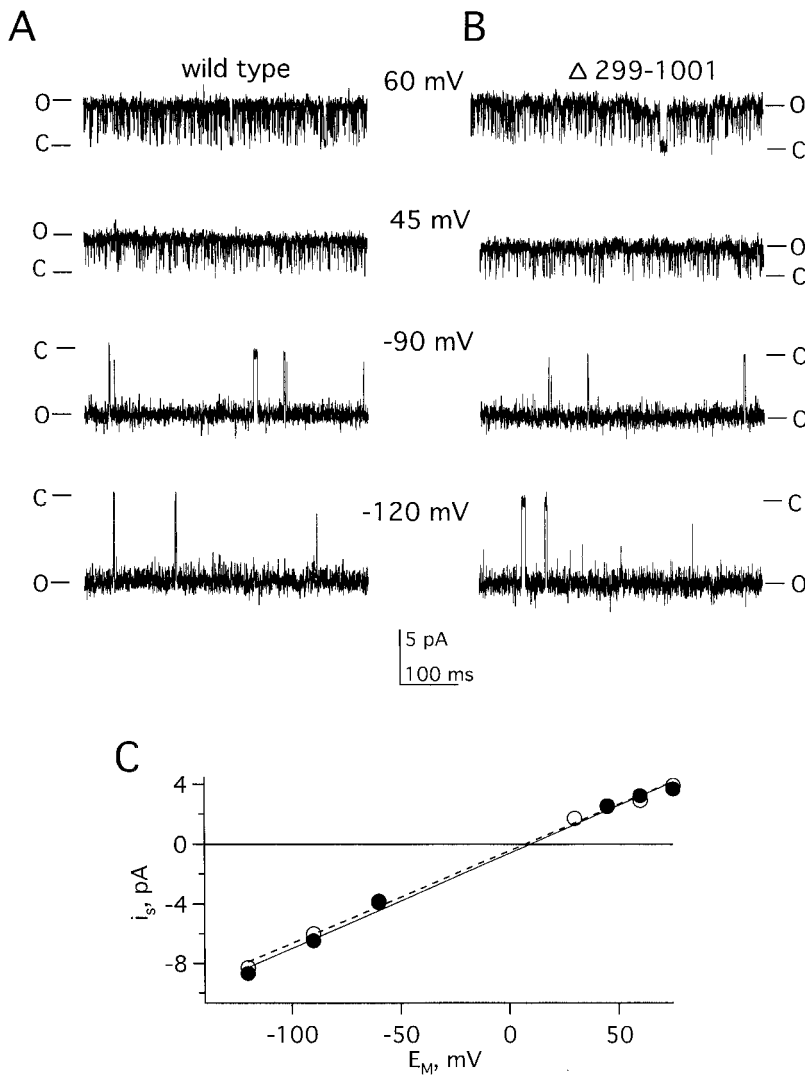 A
B
wild type
60 mV
Δ 299-1001
O
C
O
C
45 mV
O
C
O
C
-90 mV
C
O
C
O
-120 mV
C
O
C
O
5 pA
100 ms
C
4
0
-4
-8
i_s, pA
-100
-50
0
50
E_M, mV